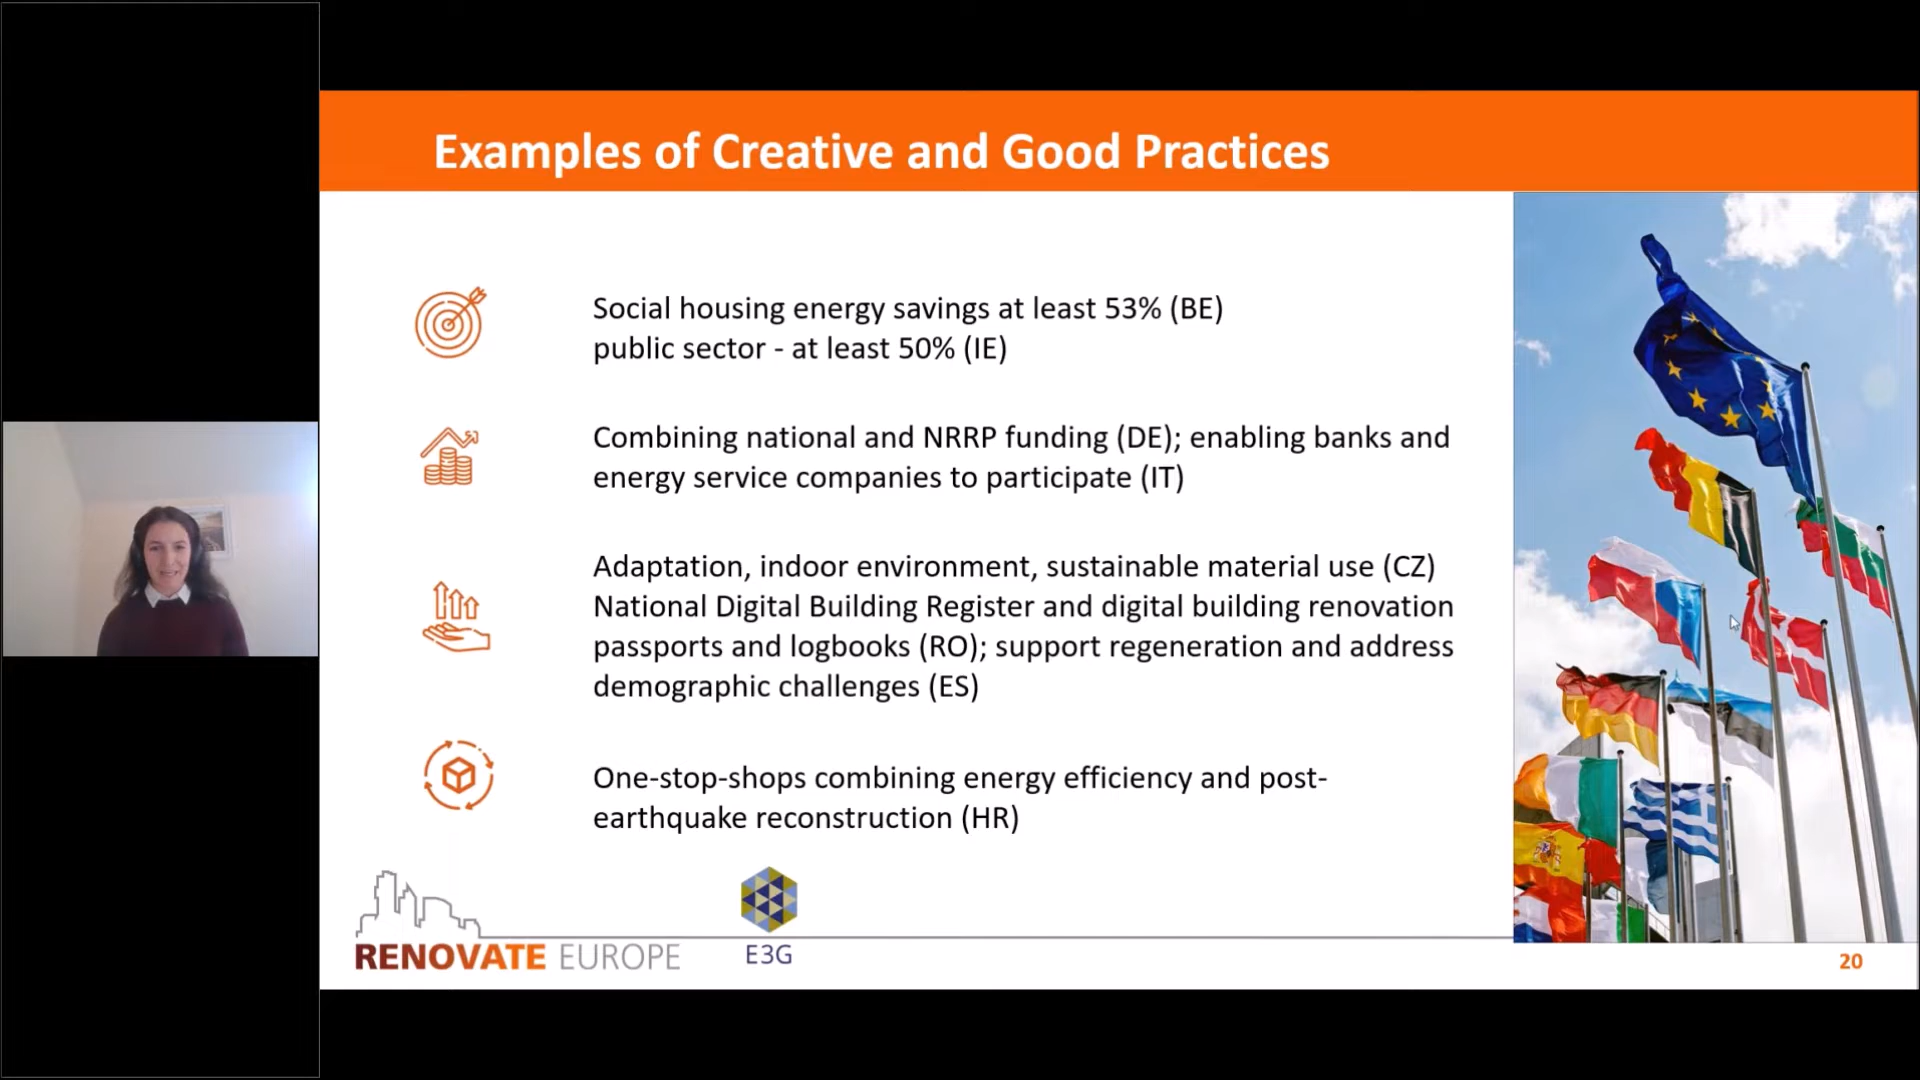 Examples of Creative and Good Practices
Social housing energy savings at least 53% (BE)
public sector - at least 50% (IE)
Combining national and NRRP funding (DE); enabling banks and
energy service companies to participate (IT)
Adaptation, indoor environment, sustainable material use (CZ)
National Digital Building Register and digital building renovation
passports and logbooks (RO); support regeneration and address
demographic challenges (ES)
One-stop-shops combining energy efficiency and post-
earthquake reconstruction (HR)
RENOVATE EUROPE
E3G
20